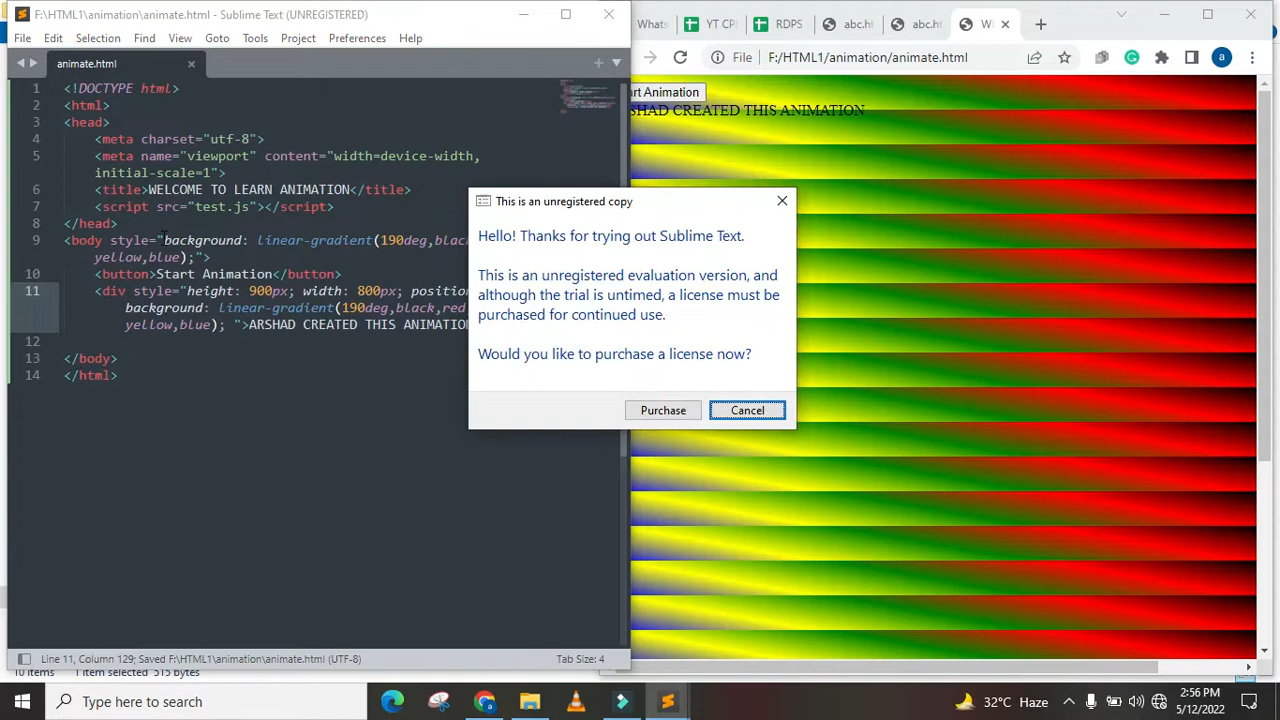 F:\HTML1\animation\animate.html - Sublime Text (UNREGISTERED)
File Edit Selection Find View Goto Tools Project Preferences Help
animate.html
1 <!DOCTYPE html>
2 <html>
3 <head>
4 <meta charset="utf-8">
5 <meta name="viewport" content="width=device-width,
initial-scale=1">
6 <title>WELCOME TO LEARN ANIMATION</title>
7 <script src="test.js"></script>
8 </head>
9 <body style="background: linear-gradient(190deg,black
yellow,blue);">
10 <button>Start Animation</button>
11 <div style="height: 900px; width: 800px; position
background: linear-gradient(190deg,black,red
yellow,blue); ">ARSHAD CREATED THIS ANIMATION
12
13 </body>
14 </html>
Line 11, Column 129; Saved F:\HTML1\animation\animate.html (UTF-8)
Tab Size: 4
Whats
YT CP
RDPS
abc.ht
abc.ht
W
File F:/HTML1/animation/animate.html
a
rt Animation
SHAD CREATED THIS ANIMATION
This is an unregistered copy
Hello! Thanks for trying out Sublime Text.
This is an unregistered evaluation version, and
although the trial is untimed, a license must be
purchased for continued use.
Would you like to purchase a license now?
Purchase Cancel
10 items 1 item selected 515 bytes
Type here to search
32°C Haze
2:56 PM
5/12/2022